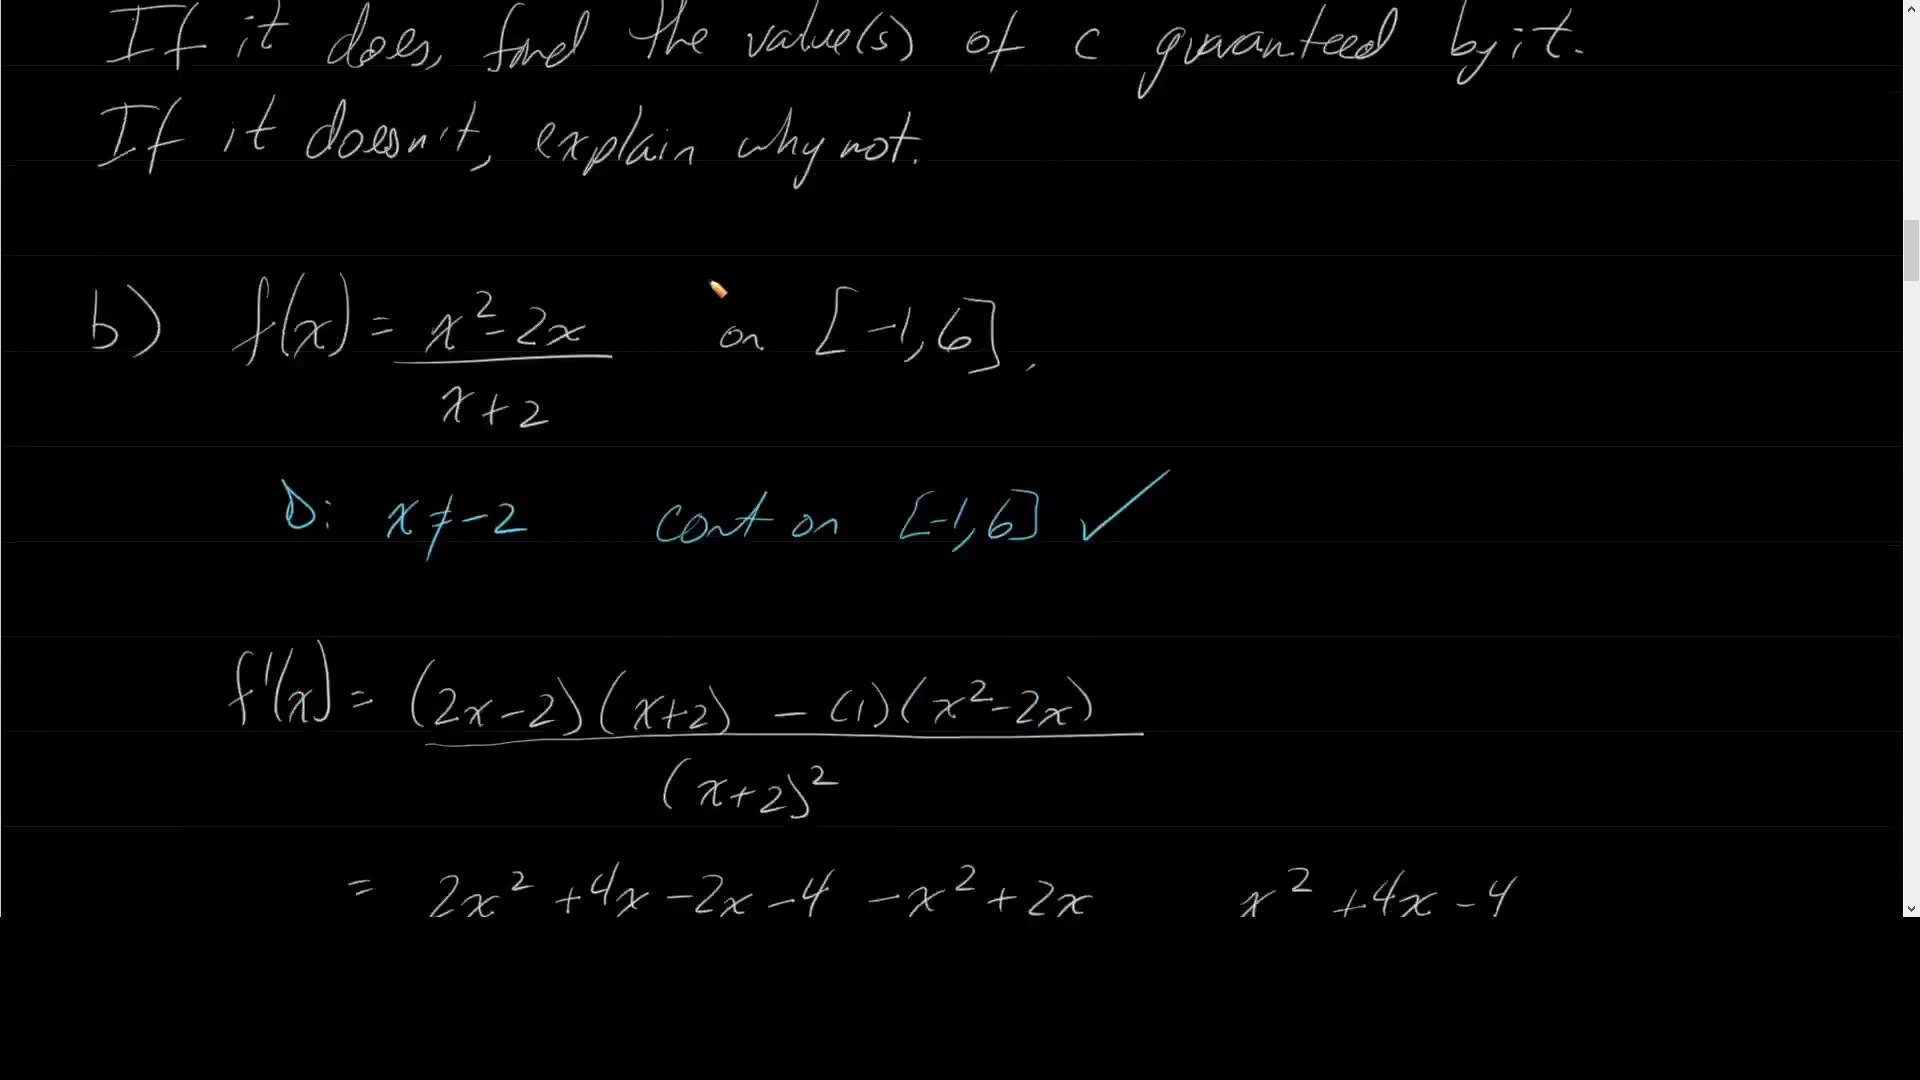 If it does, find the value(s) of c guaranteed by it.
If it doesn't, explain why not.
b) f(x) = x² - 2x on [-1, 6].
x + 2
D: x ≠ -2 cont on [-1, 6] ✓
f'(x) = (2x - 2)(x + 2) - (1)(x² - 2x)
(x + 2)²
= 2x² + 4x - 2x - 4 - x² + 2x x² + 4x - 4